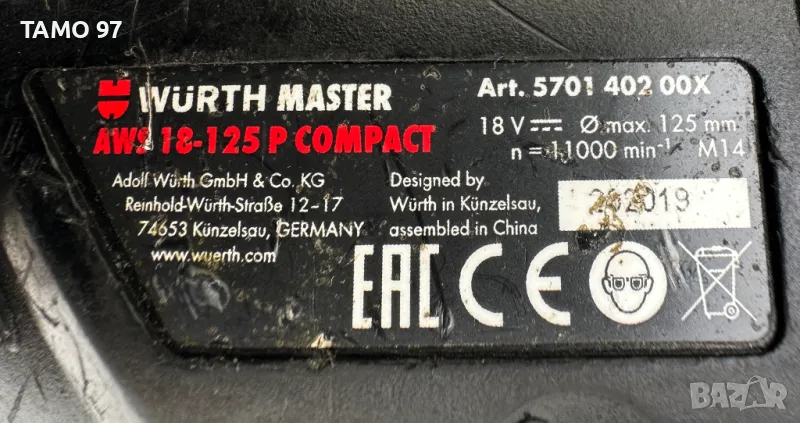 TAMO 97
WÜRTH MASTER
AWS 18-125 P COMPACT
Art. 5701 402 00X
18 V Ø max. 125 mm
n = 11000 min⁻¹ M14
Adolf Würth GmbH & Co. KG
Reinhold-Würth-Straße 12-17
74653 Künzelsau, GERMANY
www.wuerth.com
Designed by
Würth in Künzelsau,
assembled in China
202019
EAC CE
BAZAR